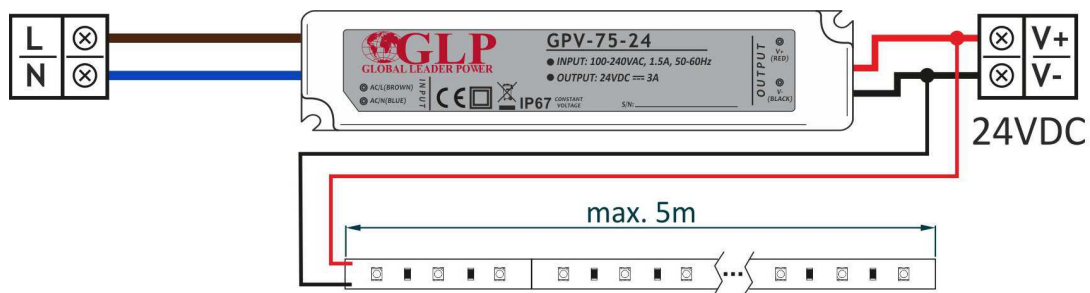 L
N
GLP
GLOBAL LEADER POWER
AC/L(BROWN)
AC/N(BLUE)
INPUT
CE
IP67 CONSTANT VOLTAGE
GPV-75-24
● INPUT: 100-240VAC, 1.5A, 50-60Hz
● OUTPUT: 24VDC ⎓ 3A
S/N:
OUTPUT
V+
(RED)
V-
(BLACK)
V+
V-
24VDC
max. 5m
...